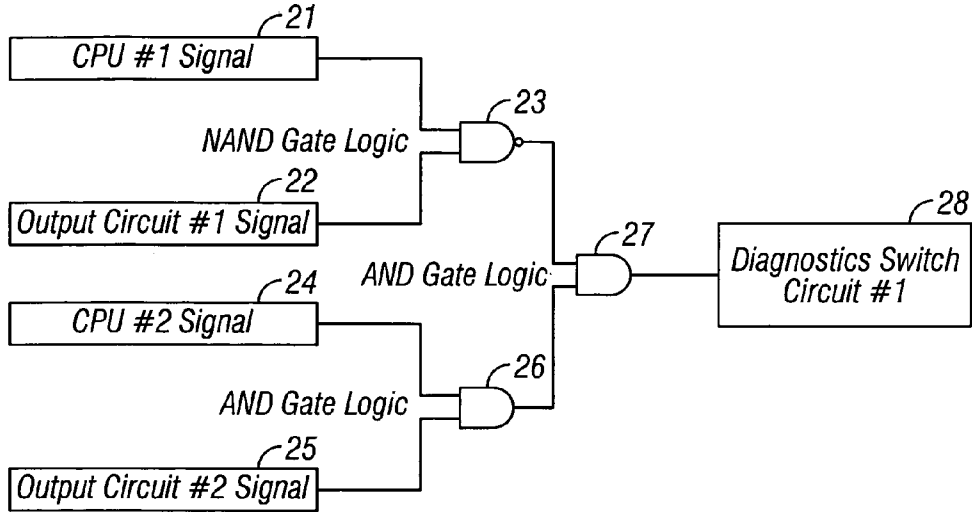 21
CPU #1 Signal
23
NAND Gate Logic
22
Output Circuit #1 Signal
27
28
AND Gate Logic
Diagnostics Switch
Circuit #1
24
CPU #2 Signal
26
AND Gate Logic
25
Output Circuit #2 Signal